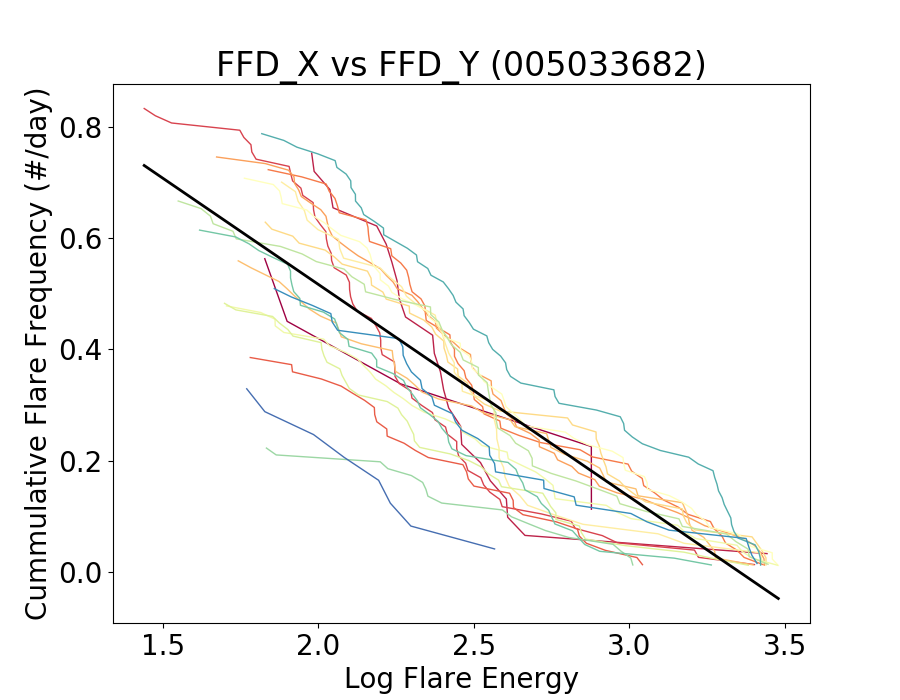 FFD_X vs FFD_Y (005033682)
Cummulative Flare Frequency (#/day)
0.8
0.6
0.4
0.2
0.0
1.5 2.0 2.5 3.0 3.5
Log Flare Energy